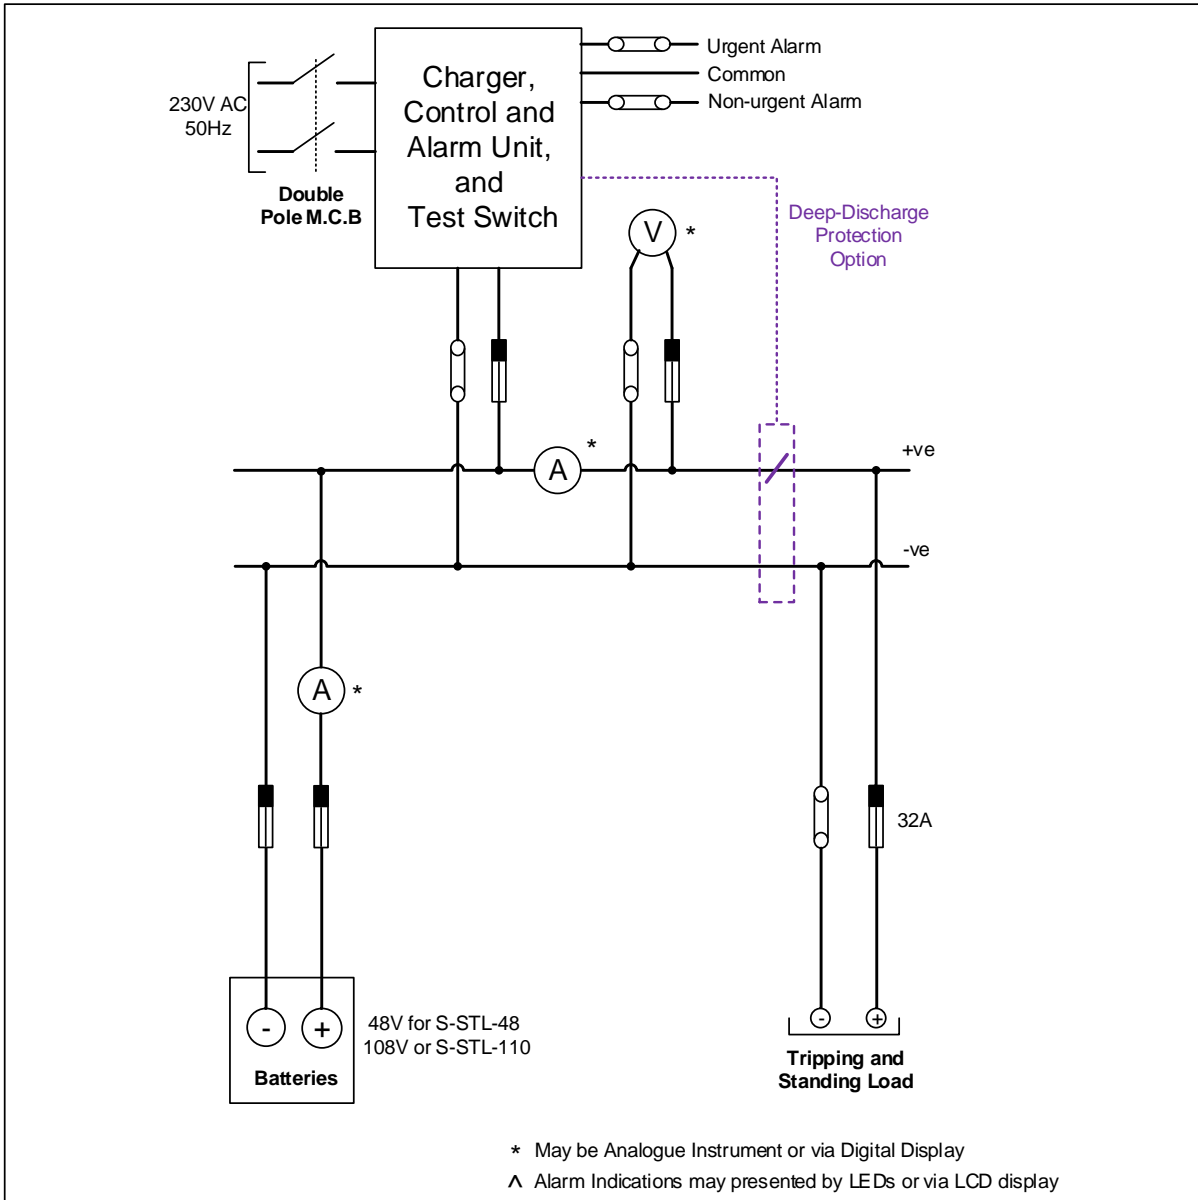 Urgent Alarm
Common
Non-urgent Alarm
Charger,
Control and
Alarm Unit,
and
Test Switch
230V AC
50Hz
Double
Pole M.C.B
Deep-Discharge
Protection
Option
V *
A *
+ve
-ve
A *
32A
- +
48V for S-STL-48
108V or S-STL-110
Batteries
- +
Tripping and
Standing Load
* May be Analogue Instrument or via Digital Display
^ Alarm Indications may presented by LEDs or via LCD display